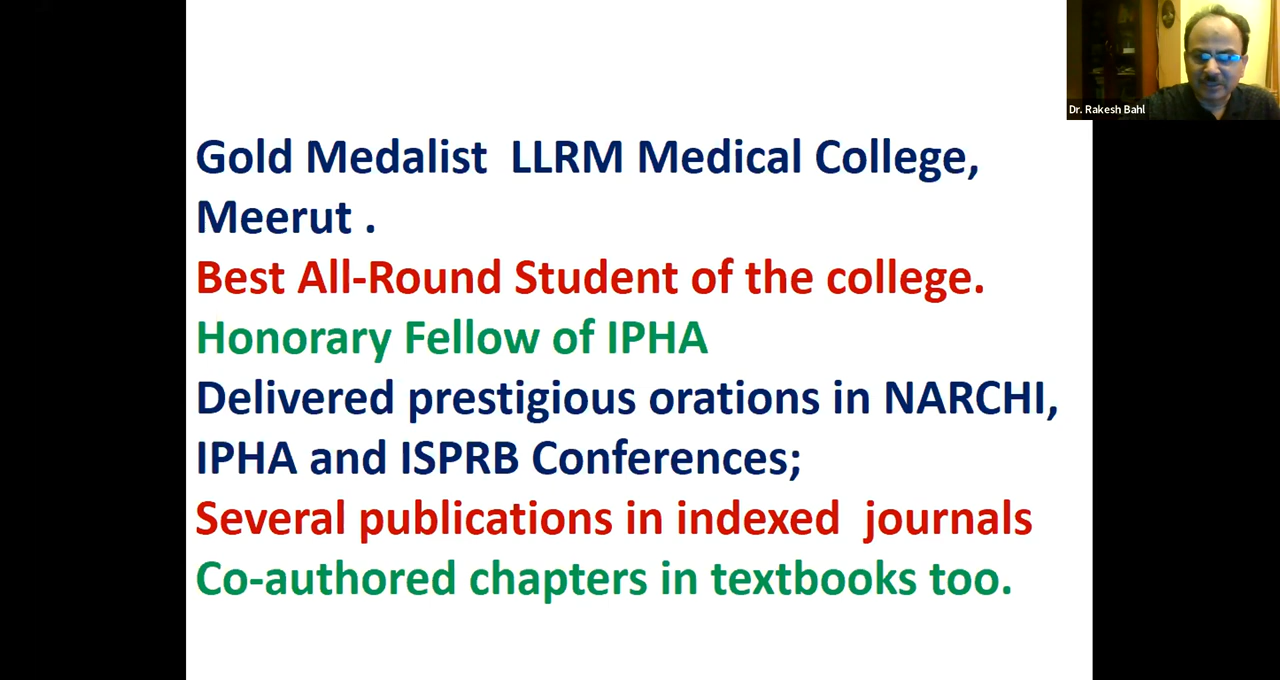 Dr. Rakesh Bahl
Gold Medalist LLRM Medical College,
Meerut .
Best All-Round Student of the college.
Honorary Fellow of IPHA
Delivered prestigious orations in NARCHI,
IPHA and ISPRB Conferences;
Several publications in indexed journals
Co-authored chapters in textbooks too.